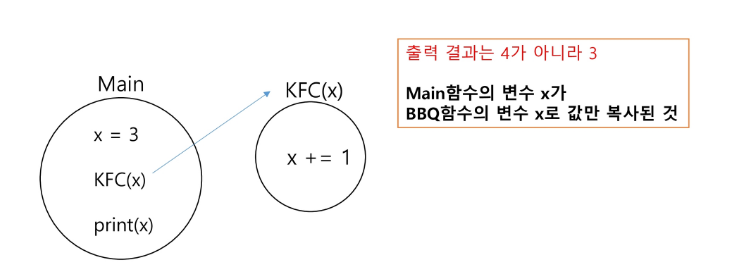 Main
x = 3
KFC(x)
print(x)
KFC(x)
x += 1
출력 결과는 4가 아니라 3
Main함수의 변수 x가
BBQ함수의 변수 x로 값만 복사된 것